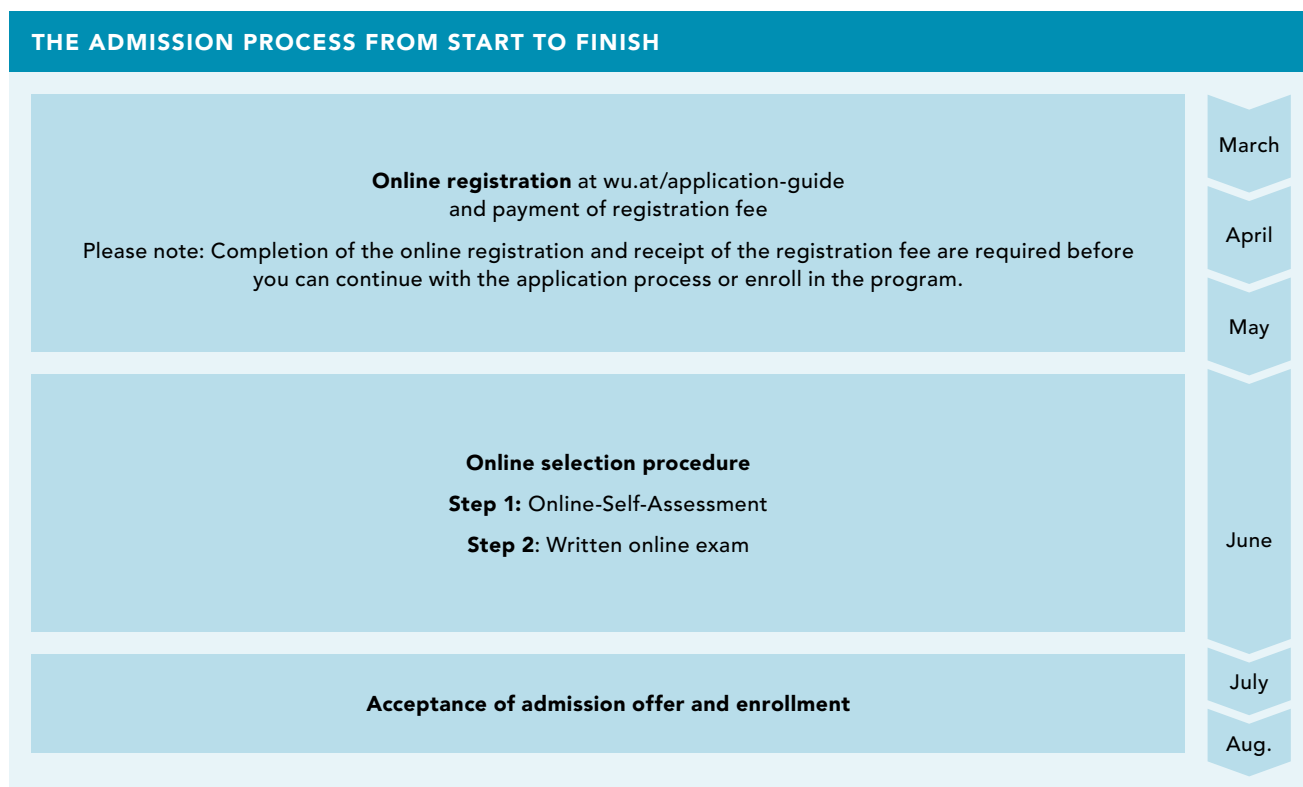 THE ADMISSION PROCESS FROM START TO FINISH
Online registration at wu.at/application-guide
and payment of registration fee
Please note: Completion of the online registration and receipt of the registration fee are required before
you can continue with the application process or enroll in the program.
March
April
May
Online selection procedure
Step 1: Online-Self-Assessment
Step 2: Written online exam
June
Acceptance of admission offer and enrollment
July
Aug.